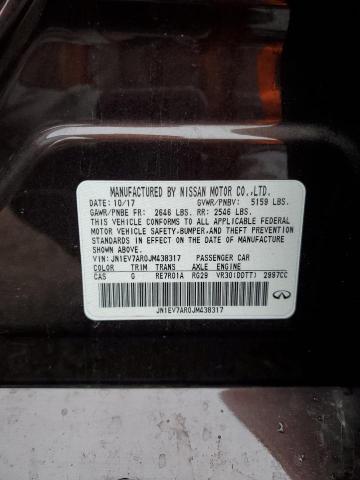 MANUFACTURED BY NISSAN MOTOR CO.,LTD.
DATE: 10/17 GVWR/PNBV: 5159 LBS.
GAWR/PNBE FR: 2646 LBS. RR: 2546 LBS.
THIS VEHICLE CONFORMS TO ALL APPLICABLE FEDERAL
MOTOR VEHICLE SAFETY,BUMPER,AND THEFT PREVENTION
STANDARDS IN EFFECT ON THE DATE OF MANUFACTURE
SHOWN ABOVE.
VIN: JN1EV7AR0JM438317 PASSENGER CAR
COLOR TRIM TRANS AXLE ENGINE
CAS G RE7R01A RG29 VR30(DDTT) 2997CC
JN1EV7AR0JM438317